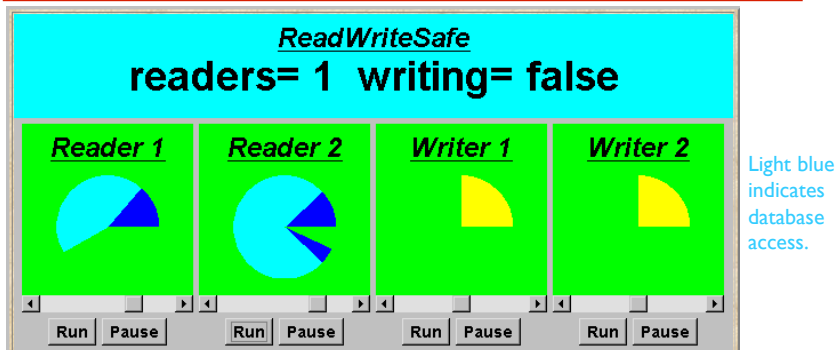 ReadWriteSafe
readers= 1 writing= false
Reader 1
Reader 2
Writer 1
Writer 2
Light blue
indicates
database
access.
Run Pause
Run Pause
Run Pause
Run Pause